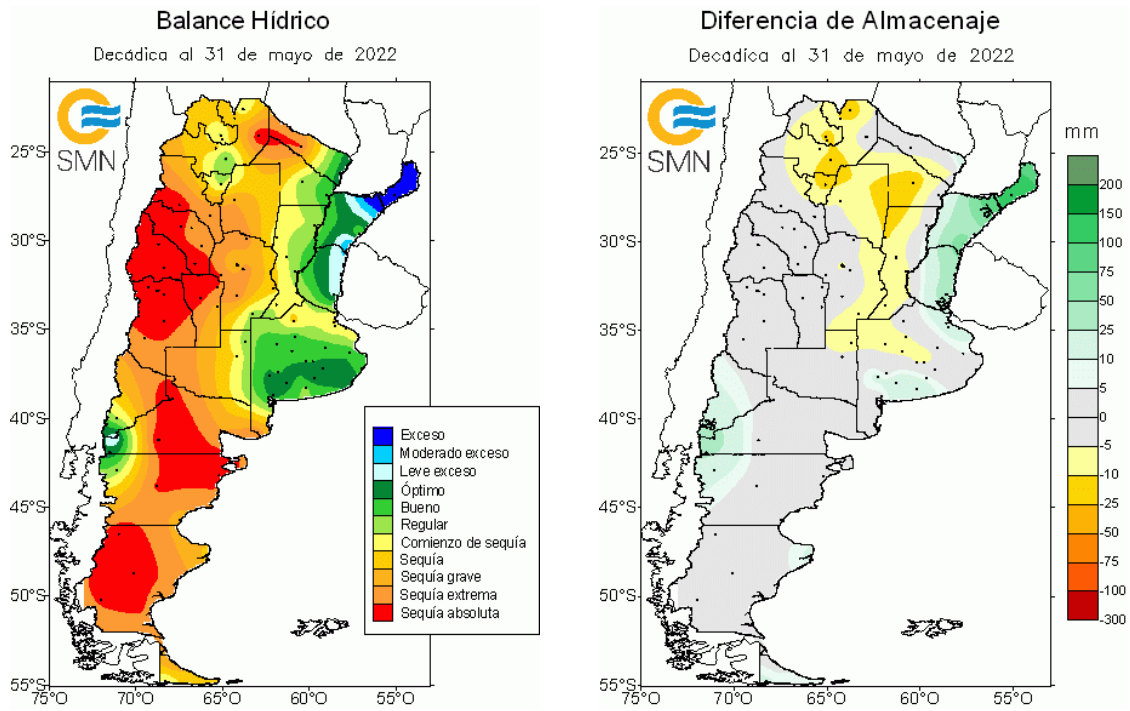 Balance Hídrico
Decádica al 31 de mayo de 2022
SMN
25°S
30°S
35°S
40°S
45°S
50°S
55°S
75°O
70°O
65°O
60°O
55°O
Exceso
Moderado exceso
Leve exceso
Óptimo
Bueno
Regular
Comienzo de sequía
Sequía
Sequía grave
Sequía extrema
Sequía absoluta
Diferencia de Almacenaje
Decádica al 31 de mayo de 2022
SMN
25°S
30°S
35°S
40°S
45°S
50°S
55°S
75°O
70°O
65°O
60°O
55°O
mm
200
150
100
75
50
25
10
5
0
-5
-10
-25
-50
-75
-100
-300